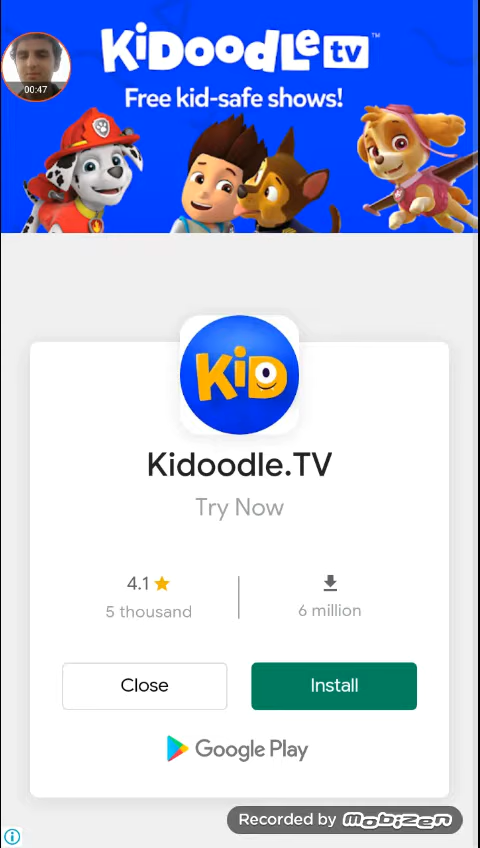 KiDoodle tv™
Free kid-safe shows!
00:47
KiD
Kidoodle.TV
Try Now
4.1
5 thousand
6 million
Close
Install
Google Play
Recorded by Mobizen